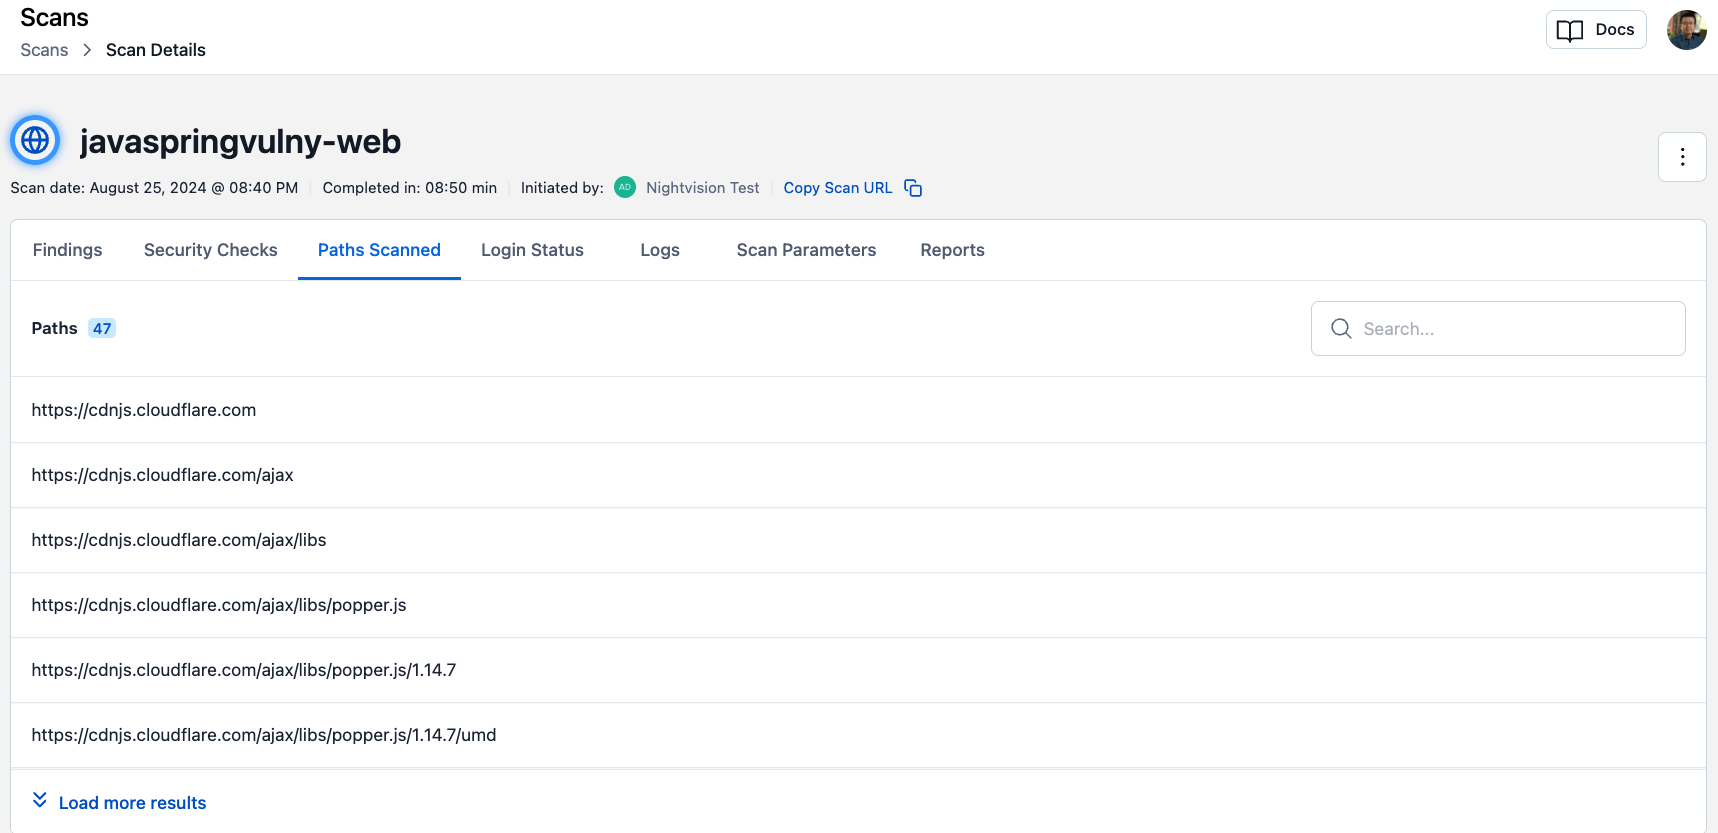 Scans
Scans > Scan Details
Docs
javaspringvulny-web
Scan date: August 25, 2024 @ 08:40 PM Completed in: 08:50 min Initiated by: AD Nightvision Test Copy Scan URL
Findings Security Checks Paths Scanned Login Status Logs Scan Parameters Reports
Paths 47
Search...
https://cdnjs.cloudflare.com
https://cdnjs.cloudflare.com/ajax
https://cdnjs.cloudflare.com/ajax/libs
https://cdnjs.cloudflare.com/ajax/libs/popper.js
https://cdnjs.cloudflare.com/ajax/libs/popper.js/1.14.7
https://cdnjs.cloudflare.com/ajax/libs/popper.js/1.14.7/umd
Load more results